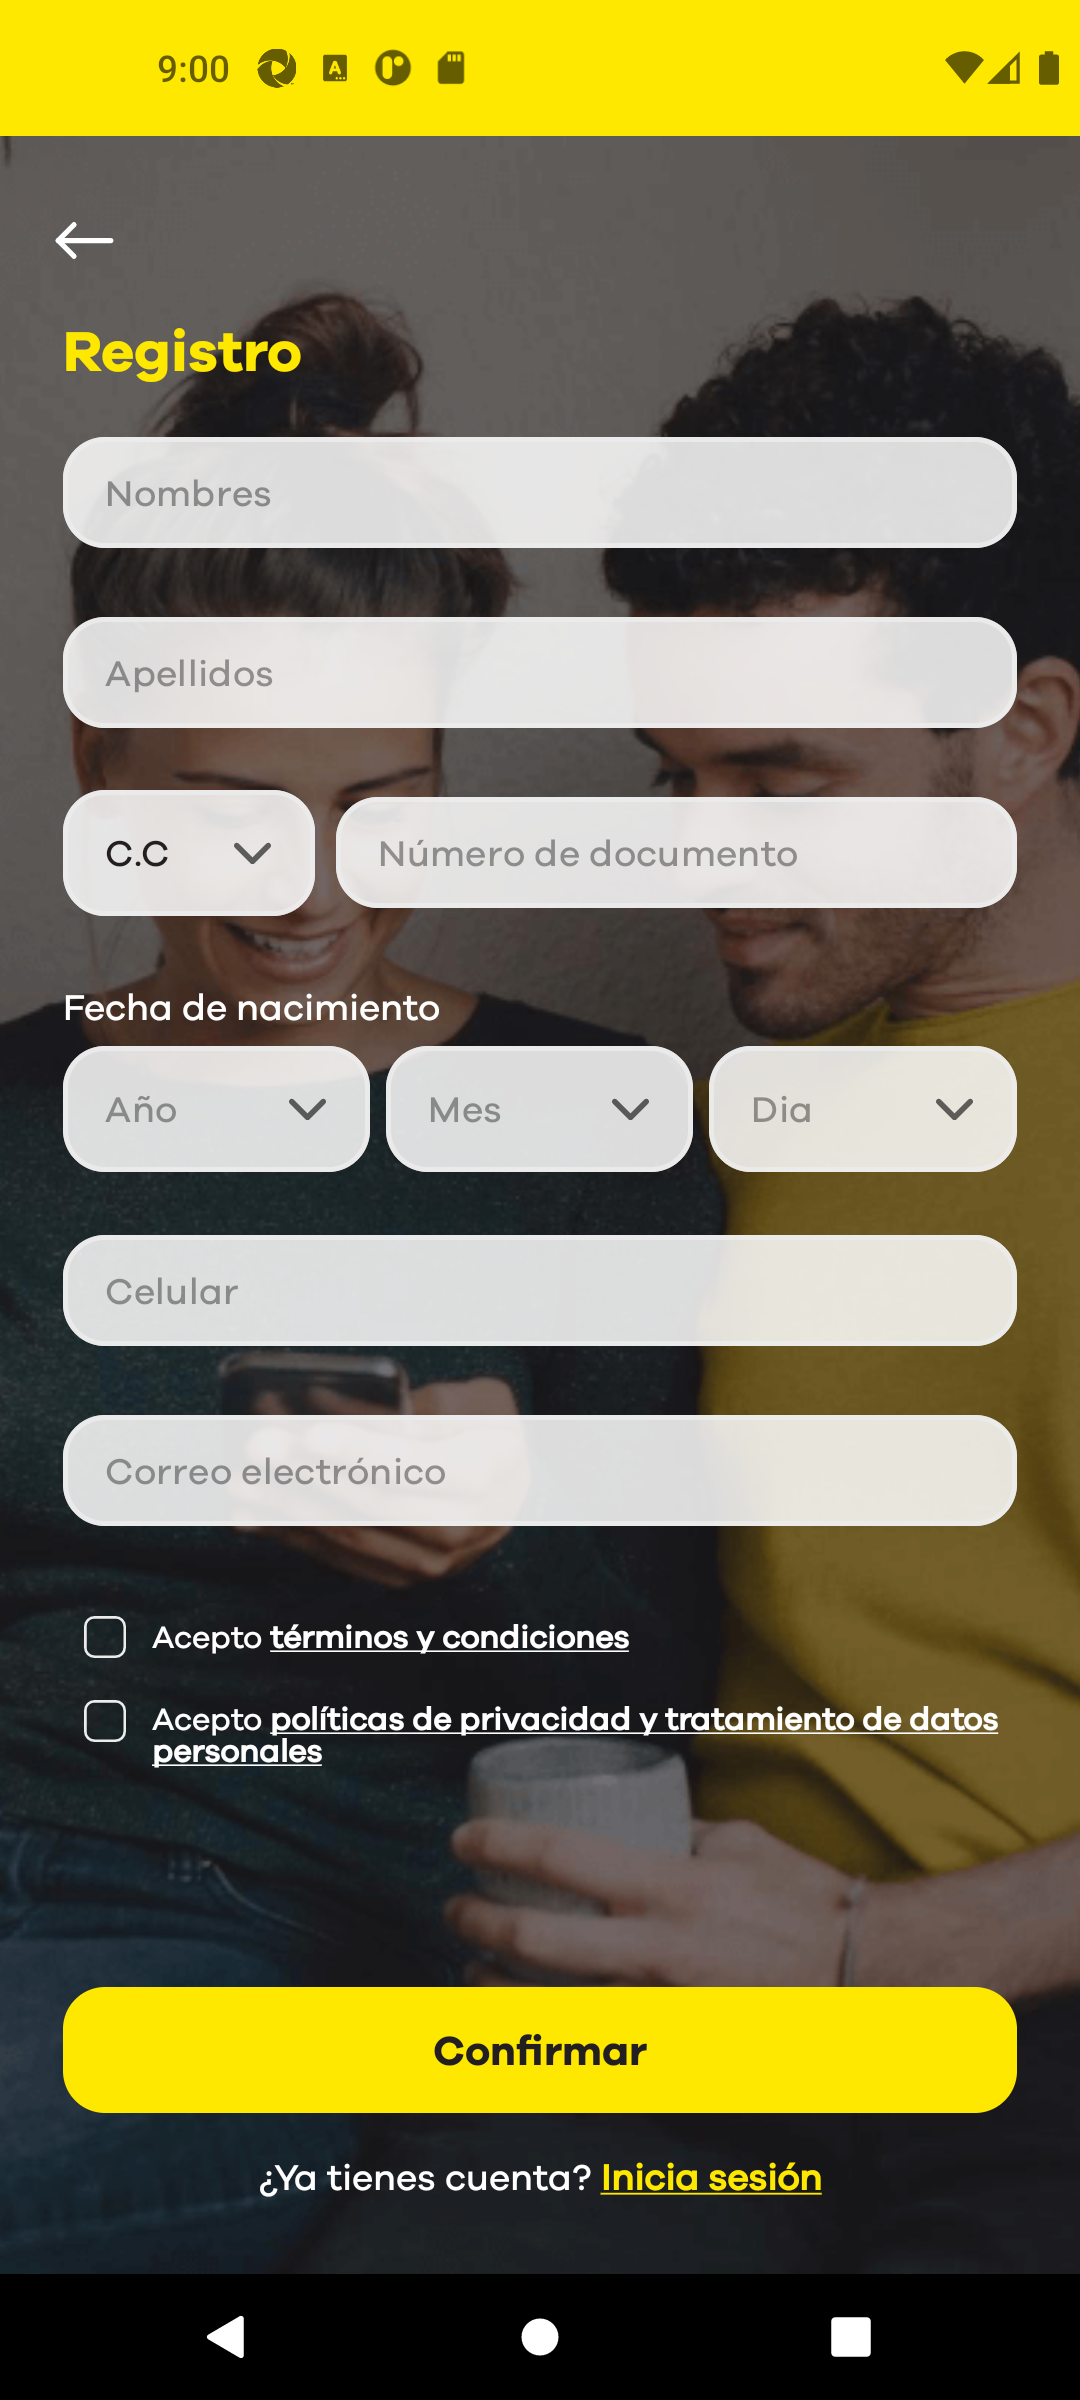 9:00
Registro
Nombres
Apellidos
C.C
Número de documento
Fecha de nacimiento
Año
Mes
Dia
Celular
Correo electrónico
Acepto términos y condiciones
Acepto políticas de privacidad y tratamiento de datos
personales
Confirmar
¿Ya tienes cuenta? Inicia sesión